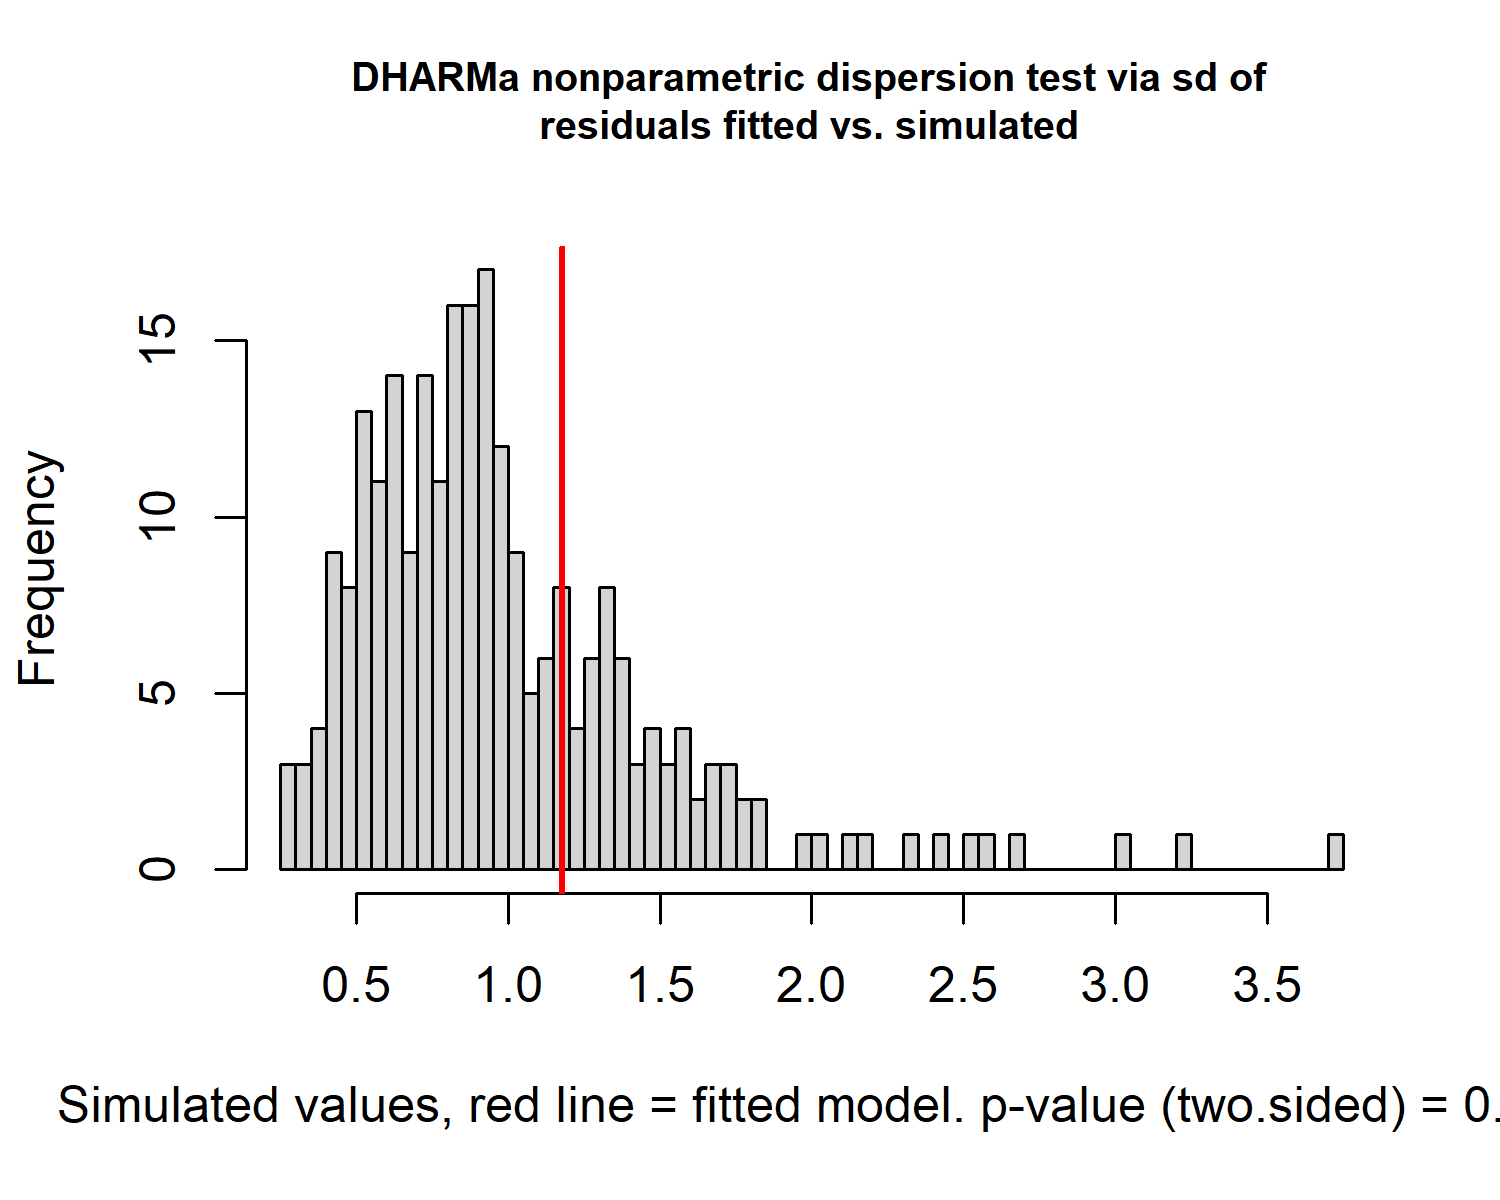 DHARMa nonparametric dispersion test via sd of
residuals fitted vs. simulated
Frequency
0
5
10
15
0.5 1.0 1.5 2.0 2.5 3.0 3.5
Simulated values, red line = fitted model. p-value (two.sided) = 0.